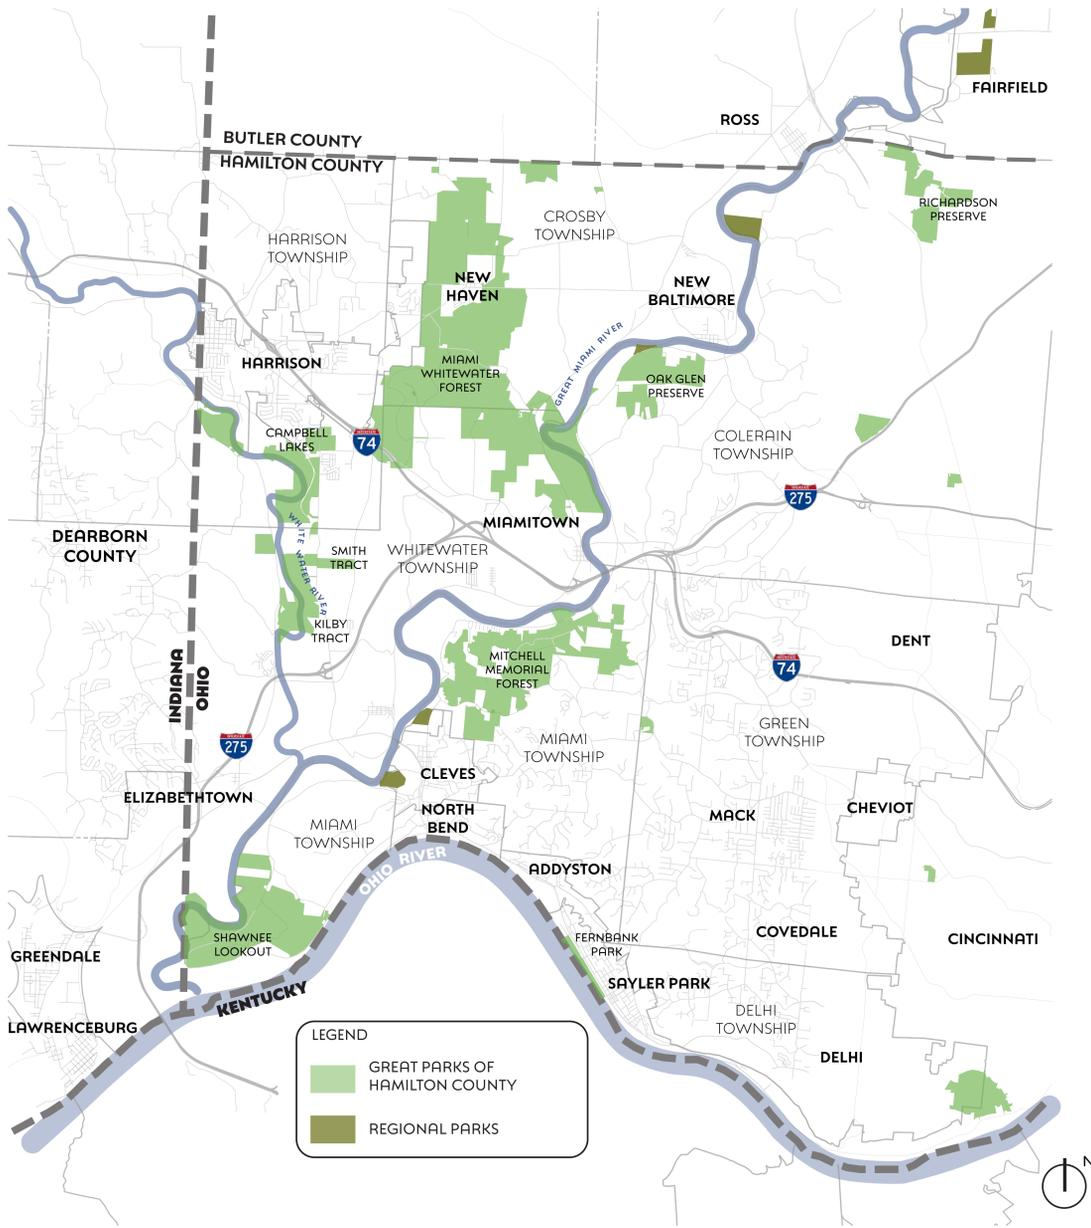 FAIRFIELD
ROSS
BUTLER COUNTY
HAMILTON COUNTY
RICHARDSON
PRESERVE
CROSBY
TOWNSHIP
HARRISON
TOWNSHIP
NEW
HAVEN
NEW
BALTIMORE
GREAT MIAMI RIVER
HARRISON
MIAMI
WHITEWATER
FOREST
OAK GLEN
PRESERVE
CAMPBELL
LAKES
74
COLERAIN
TOWNSHIP
275
MIAMITOWN
WHITE WATER RIVER
DEARBORN
COUNTY
SMITH
TRACT
WHITEWATER
TOWNSHIP
KILBY
TRACT
DENT
MITCHELL
MEMORIAL
FOREST
74
INDIANA
OHIO
GREEN
TOWNSHIP
275
MIAMI
TOWNSHIP
CLEVES
ELIZABETHTOWN
NORTH
BEND
MACK
CHEVIOT
MIAMI
TOWNSHIP
OHIO RIVER
ADDYSTON
SHAWNEE
LOOKOUT
FERNBANK
PARK
COVEDALE
CINCINNATI
GREENDALE
SAYLER PARK
KENTUCKY
LAWRENCEBURG
DELHI
TOWNSHIP
DELHI
LEGEND
GREAT PARKS OF
HAMILTON COUNTY
REGIONAL PARKS
N